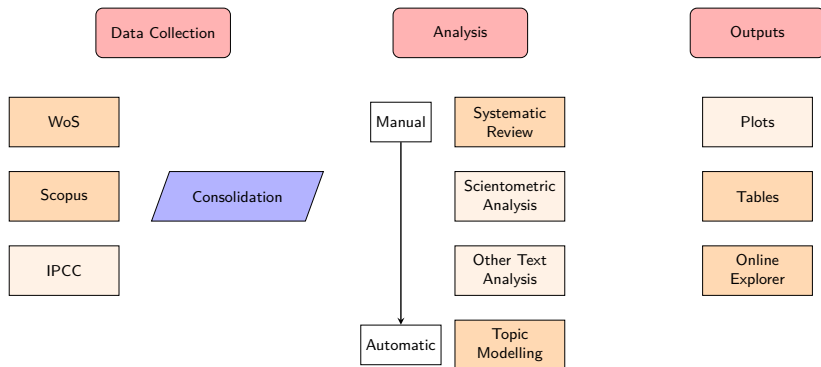 Data Collection
Analysis
Outputs
WoS
Manual
Systematic
Review
Plots
Scopus
Consolidation
Scientometric
Analysis
Tables
IPCC
Other Text
Analysis
Online
Explorer
Automatic
Topic
Modelling